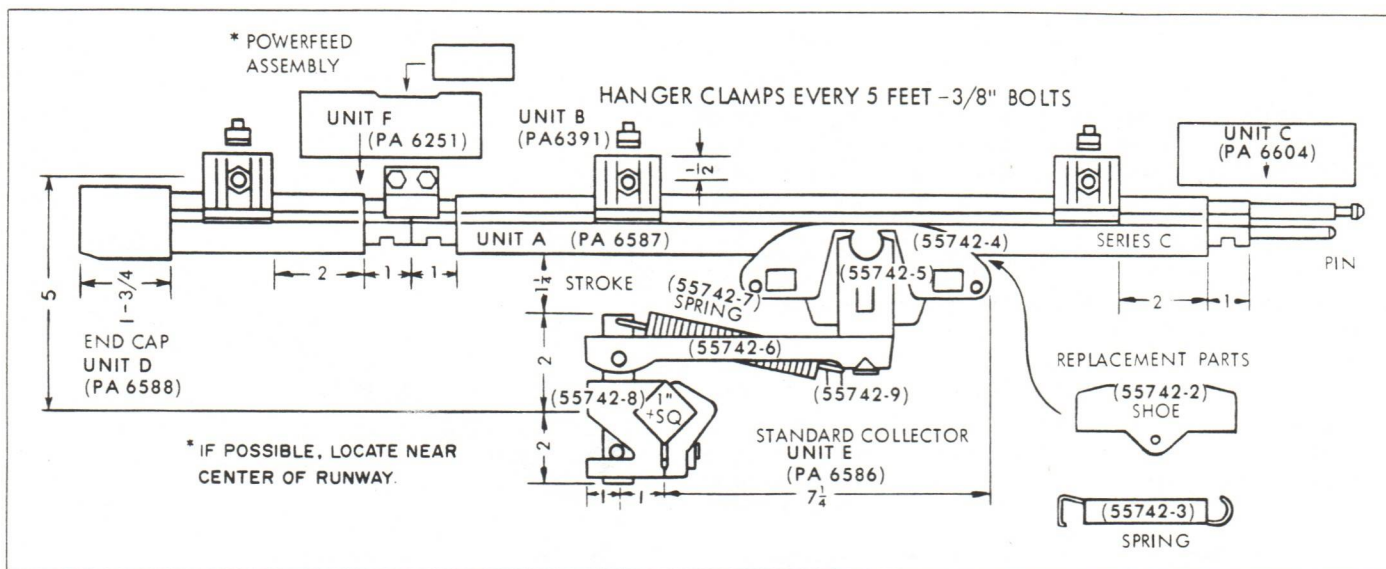 * POWERFEED
ASSEMBLY
HANGER CLAMPS EVERY 5 FEET -3/8" BOLTS
UNIT F
(PA 6251)
UNIT B
(PA6391)
1/2
UNIT C
(PA 6604)
UNIT A (PA 6587)
(55742-4)
SERIES C
(55742-5)
PIN
2
1
1
1 1/4
STROKE
(55742-7)
SPRING
2
1
5
1-3/4
END CAP
UNIT D
(PA 6588)
2
(55742-6)
REPLACEMENT PARTS
(55742-2)
SHOE
(55742-8)
1"
SQ
(55742-9)
STANDARD COLLECTOR
UNIT E
(PA 6586)
* IF POSSIBLE, LOCATE NEAR
CENTER OF RUNWAY.
2
1
1
7 1/4
(55742-3)
SPRING